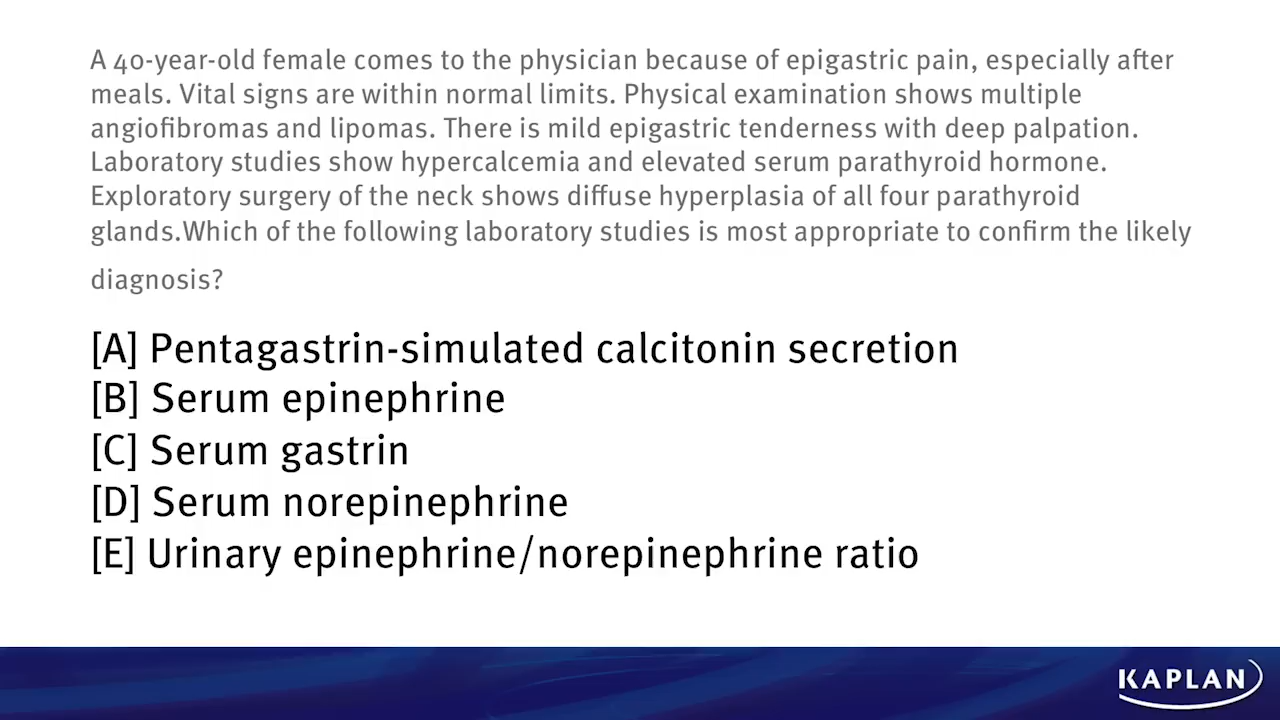 A 40-year-old female comes to the physician because of epigastric pain, especially after
meals. Vital signs are within normal limits. Physical examination shows multiple
angiofibromas and lipomas. There is mild epigastric tenderness with deep palpation.
Laboratory studies show hypercalcemia and elevated serum parathyroid hormone.
Exploratory surgery of the neck shows diffuse hyperplasia of all four parathyroid
glands.Which of the following laboratory studies is most appropriate to confirm the likely
diagnosis?
[A] Pentagastrin-simulated calcitonin secretion
[B] Serum epinephrine
[C] Serum gastrin
[D] Serum norepinephrine
[E] Urinary epinephrine/norepinephrine ratio
KAPLAN